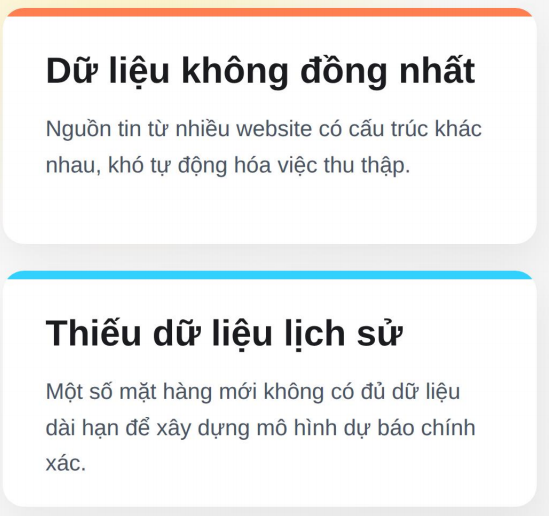 Dữ liệu không đồng nhất
Nguồn tin từ nhiều website có cấu trúc khác
nhau, khó tự động hóa việc thu thập.
Thiếu dữ liệu lịch sử
Một số mặt hàng mới không có đủ dữ liệu
dài hạn để xây dựng mô hình dự báo chính
xác.